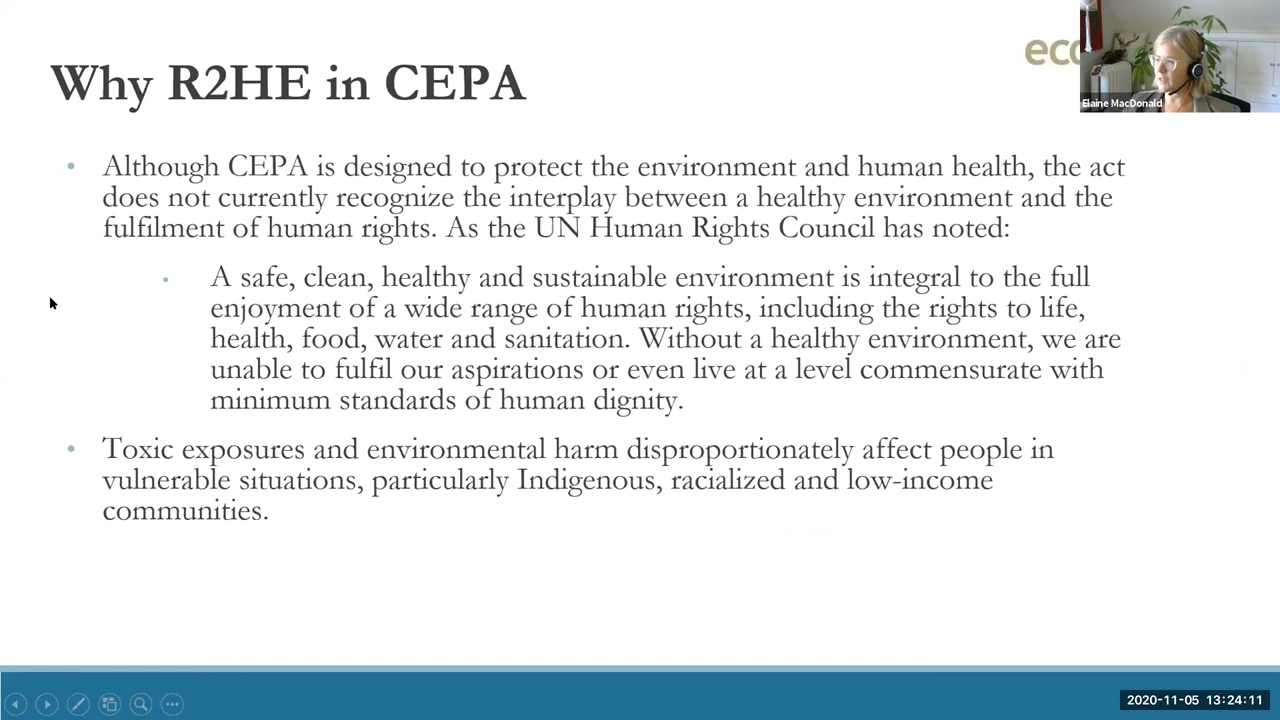 Why R2HE in CEPA
Elaine MacDonald
• Although CEPA is designed to protect the environment and human health, the act
does not currently recognize the interplay between a healthy environment and the
fulfilment of human rights. As the UN Human Rights Council has noted:
• A safe, clean, healthy and sustainable environment is integral to the full
enjoyment of a wide range of human rights, including the rights to life,
health, food, water and sanitation. Without a healthy environment, we are
unable to fulfil our aspirations or even live at a level commensurate with
minimum standards of human dignity.
• Toxic exposures and environmental harm disproportionately affect people in
vulnerable situations, particularly Indigenous, racialized and low-income
communities.
2020-11-05 13:24:11